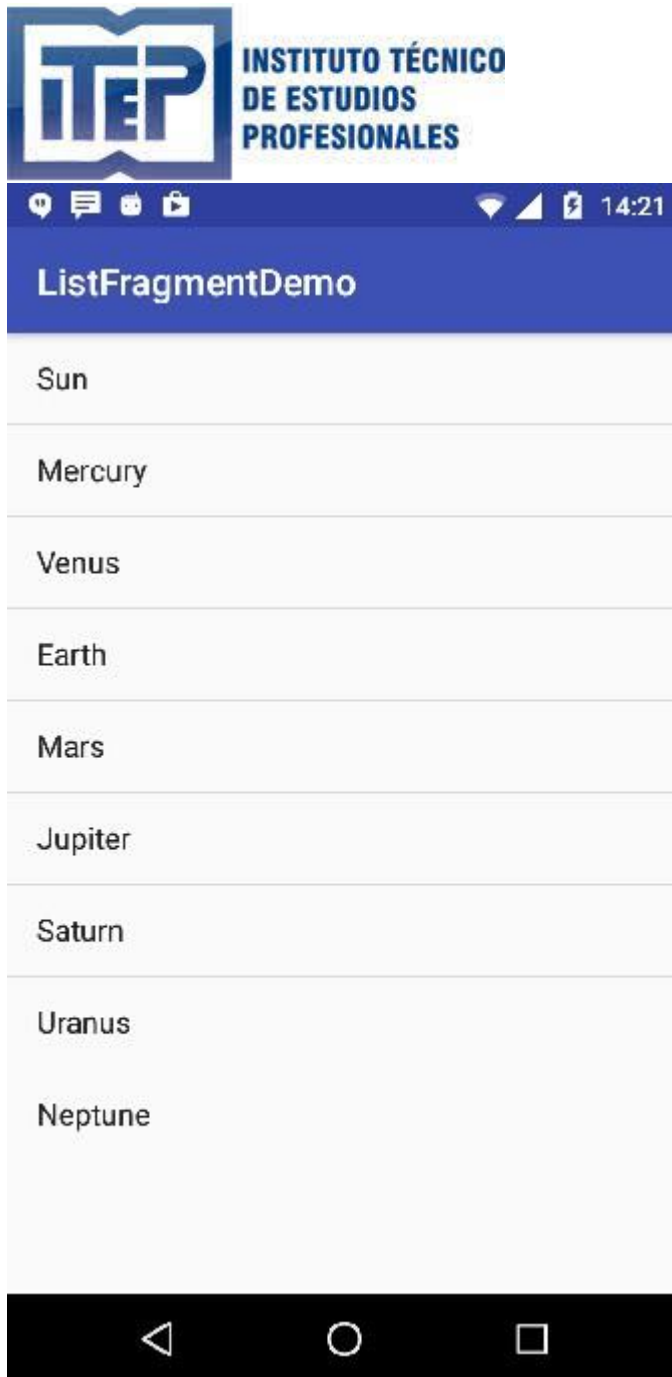 iTEP
INSTITUTO TÉCNICO
DE ESTUDIOS
PROFESIONALES
14:21
ListFragmentDemo
Sun
Mercury
Venus
Earth
Mars
Jupiter
Saturn
Uranus
Neptune